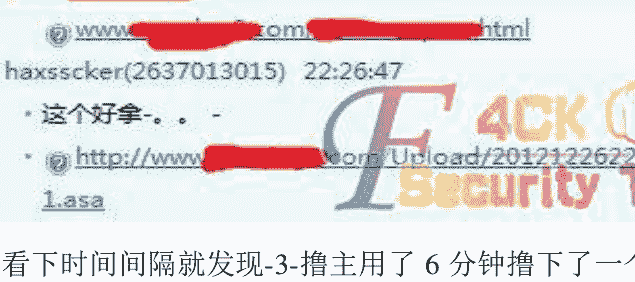 www. .com html
haxsscker(2637013015) 22:26:47
• 这个好拿-。。 -
• http://www. .com/Upload/2012122622
1.asa
F4CK
Security T
看下时间间隔就发现-3-撸主用了 6 分钟撸下了一个